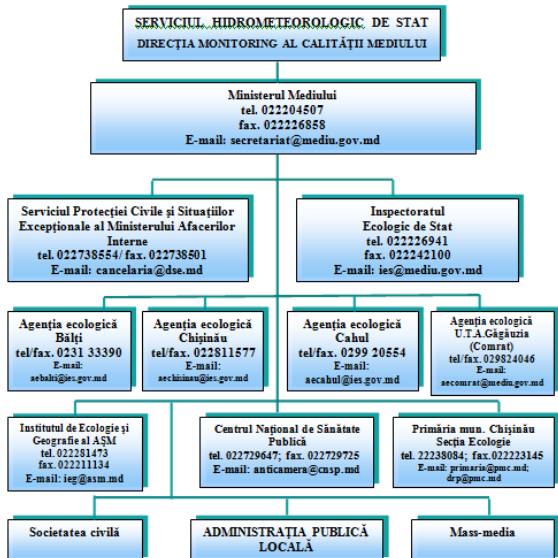 SERVICIUL HIDROMETEOROLOGIC DE STAT
DIRECȚIA MONITORING AL CALITĂȚII MEDIULUI
Ministerul Mediului
tel. 022204507
fax. 022226858
E-mail: secretariat@mediu.gov.md
Serviciul Protecției Civile și Situațiilor
Excepționale al Ministerului Afacerilor
Interne
tel. 022738554/ fax. 022738501
E-mail: cancelaria@dse.md
Inspectoratul
Ecologic de Stat
tel. 022226941
fax. 022242100
E-mail: ies@mediu.gov.md
Agenția ecologică
Bălți
tel/fax. 0231 33390
E-mail:
aebalti@ies.gov.md
Agenția ecologică
Chișinău
tel/fax. 022811577
E-mail:
aechisinau@ies.gov.md
Agenția ecologică
Cahul
tel/fax. 0299 20554
E-mail:
aecahul@ies.gov.md
Agenția ecologică
U.T.A.Găgăuzia
(Comrat)
tel/fax. 029824046
E-mail:
aecomrat@mediu.gov.md
Institutul de Ecologie și
Geografie al AȘM
tel. 022281473
fax. 022211134
E-mail: ieg@asm.md
Centrul Național de Sănătate
Publică
tel. 022729647; fax. 022729725
E-mail: anticamera@cnsp.md
Primăria mun. Chișinău
Secția Ecologie
tel. 22238084; fax.022223145
E-mail: primaria@pmc.md;
drp@pmc.md
Societatea civilă
ADMINISTRAȚIA PUBLICĂ
LOCALĂ
Mass-media